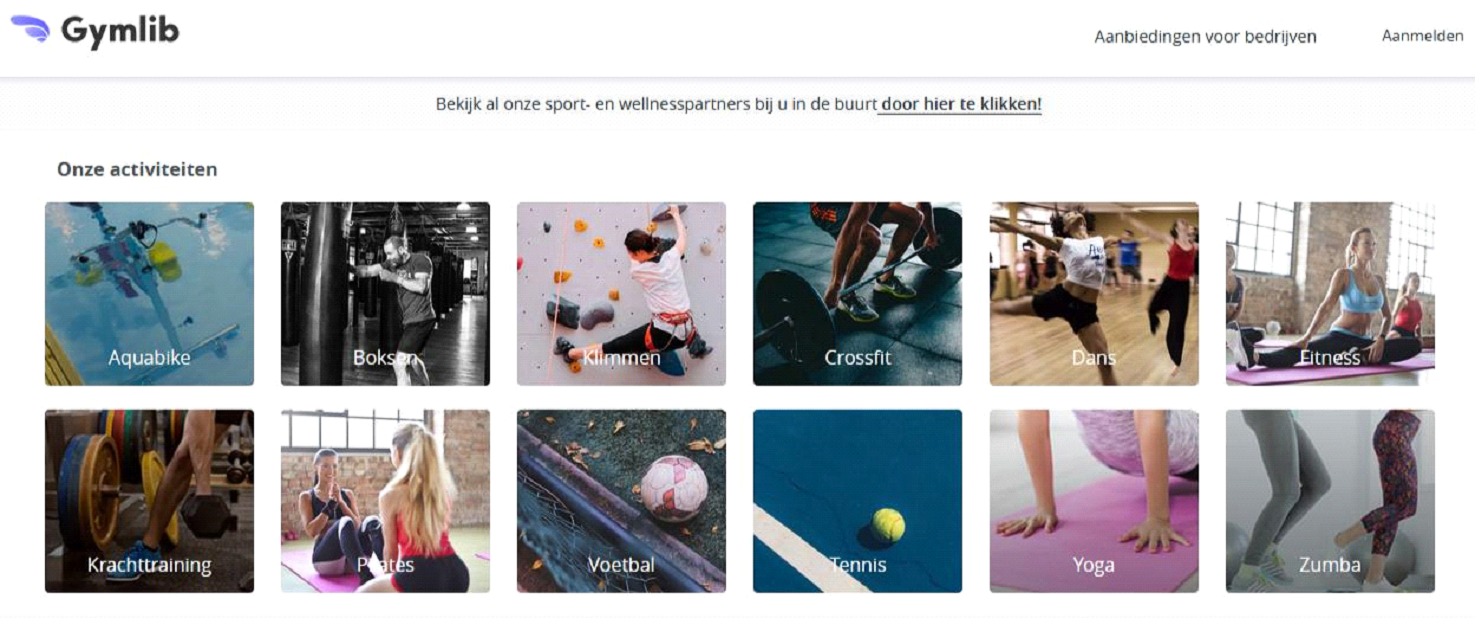 Gymlib
Aanbiedingen voor bedrijven
Aanmelden
Bekijk al onze sport- en wellnesspartners bij u in de buurt door hier te klikken!
Onze activiteiten
Aquabike
Boksen
Klimmen
Crossfit
Dans
Fitness
Krachttraining
Pilates
Voetbal
Tennis
Yoga
Zumba